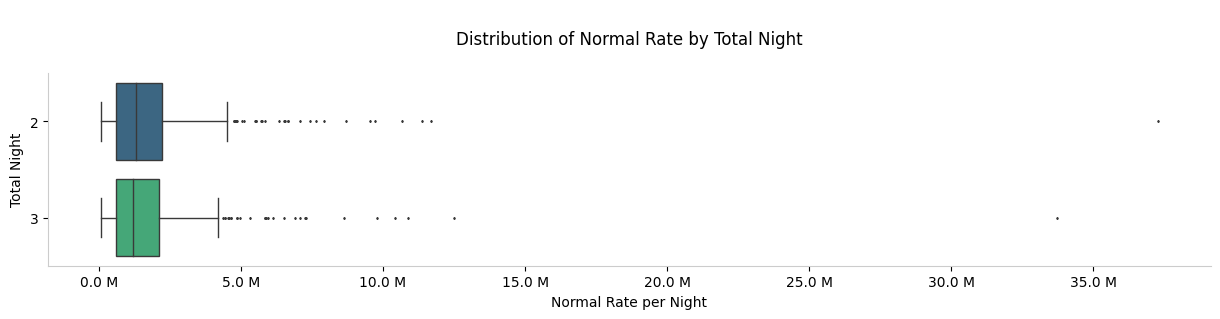 Distribution of Normal Rate by Total Night
Total Night
2
3
0.0 M 5.0 M 10.0 M 15.0 M 20.0 M 25.0 M 30.0 M 35.0 M
Normal Rate per Night